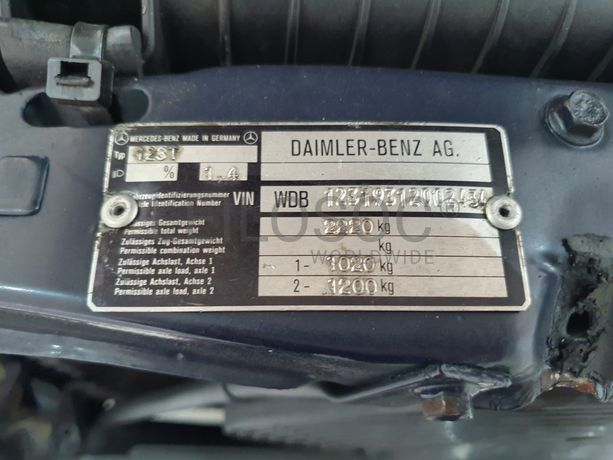 MERCEDES-BENZ MADE IN GERMANY
Typ 123T
% 1.4
DAIMLER-BENZ AG.
Fahrzeugidentifizierungsnummer
Vehicle Identification Number VIN WDB
Zulässiges Gesamtgewicht
Permissible total weight 2220 kg
Zulässiges Zug-Gesamtgewicht
Permissible combination weight kg
Zulässige Achslast, Achse 1
Permissible axle load, axle 1 1- 1020 kg
Zulässige Achslast, Achse 2
Permissible axle load, axle 2 2- 1200 kg
WORLDWIDE